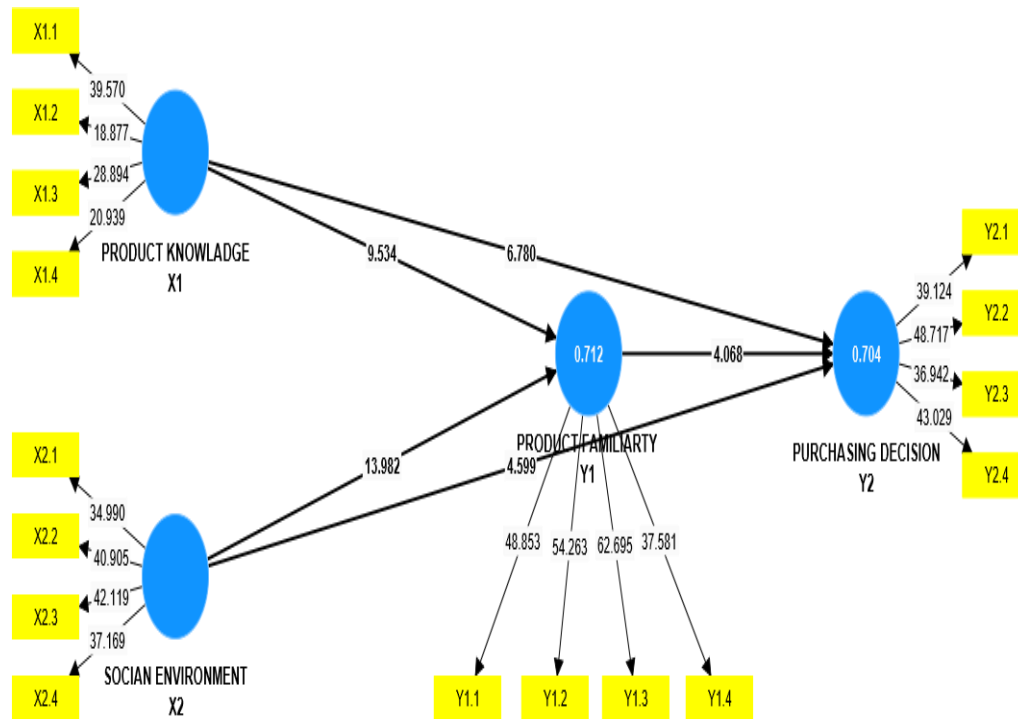 X1.1
39.570
X1.2
18.877
X1.3
28.894
20.939
X1.4
PRODUCT KNOWLADGE
X1
9.534
6.780
Y2.1
39.124
Y2.2
48.717
0.712
4.068
0.704
36.942
Y2.3
43.029
PURCHASING DECISION
Y2
Y2.4
X2.1
34.990
X2.2
40.905
42.119
X2.3
37.169
X2.4
SOCIAN ENVIRONMENT
X2
13.982
4.599
PRODUCT FAMILIARTY
Y1
48.853
54.263
62.695
37.581
Y1.1
Y1.2
Y1.3
Y1.4